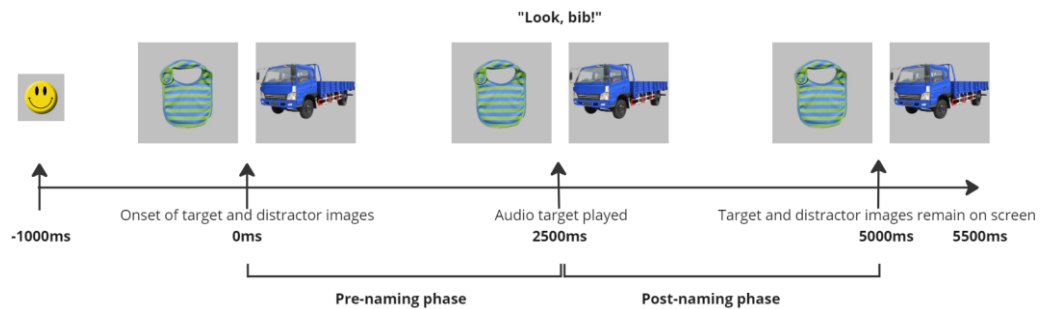 "Look, bib!"
Onset of target and distractor images
Audio target played
Target and distractor images remain on screen
-1000ms
0ms
2500ms
5000ms
5500ms
Pre-naming phase
Post-naming phase